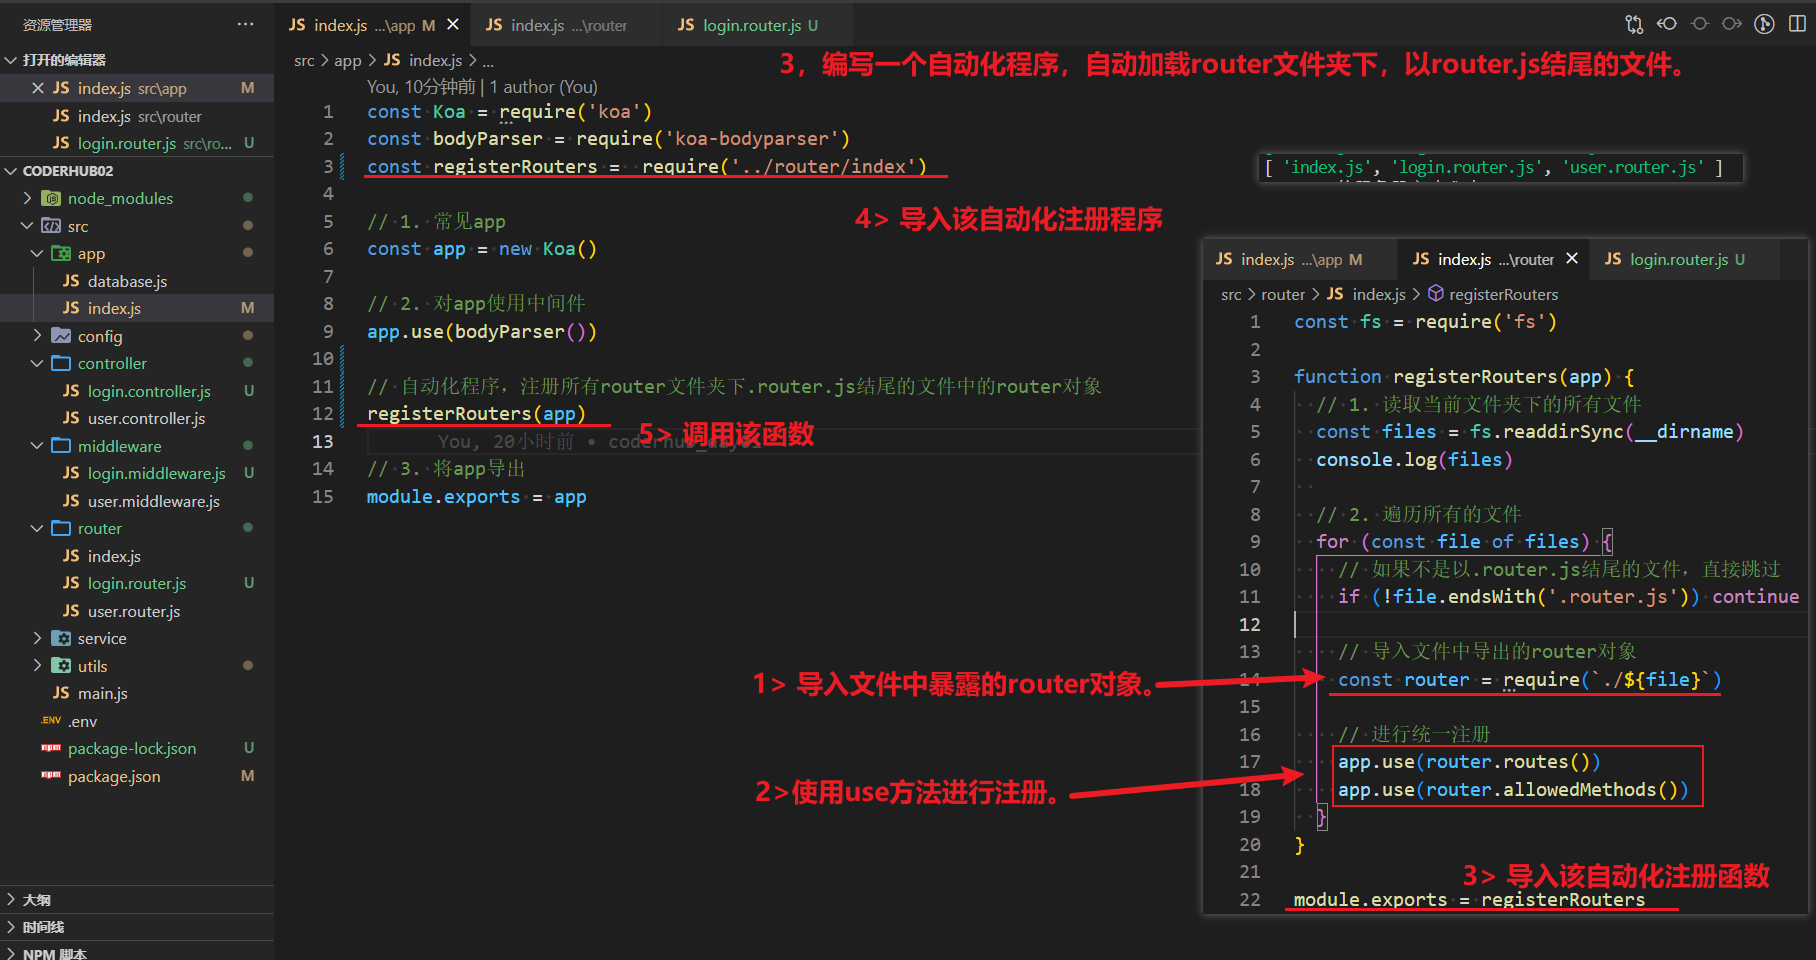 资源管理器
打开的编辑器
index.js src\app M
index.js src\router
login.router.js src\ro... U
CODERHUB02
node_modules
src
app
database.js
index.js M
config
controller
login.controller.js U
user.controller.js
middleware
login.middleware.js U
user.middleware.js
router
index.js
login.router.js U
user.router.js
service
utils
main.js
.ENV .env
package-lock.json U
package.json M
大纲
时间线
NPM 脚本
JS index.js ...\app M
JS index.js ...\router
JS login.router.js U
src > app > JS index.js > ...
You, 10分钟前 | 1 author (You)
1 const Koa = require('koa')
2 const bodyParser = require('koa-bodyparser')
3 const registerRouters = require('../router/index')
4
5 // 1. 常见app
6 const app = new Koa()
7
8 // 2. 对app使用中间件
9 app.use(bodyParser())
10
11 // 自动化程序，注册所有router文件夹下.router.js结尾的文件中的router对象
12 registerRouters(app)
13 You, 20小时前 •
14 // 3. 将app导出
15 module.exports = app
3，编写一个自动化程序，自动加载router文件夹下，以router.js结尾的文件。
[ 'index.js', 'login.router.js', 'user.router.js' ]
4> 导入该自动化注册程序
5> 调用该函数
JS index.js ...\app M
JS index.js ...\router
JS login.router.js U
src > router > JS index.js > registerRouters
1 const fs = require('fs')
2
3 function registerRouters(app) {
4 // 1. 读取当前文件夹下的所有文件
5 const files = fs.readdirSync(__dirname)
6 console.log(files)
7
8 // 2. 遍历所有的文件
9 for (const file of files) {
10 // 如果不是以.router.js结尾的文件，直接跳过
11 if (!file.endsWith('.router.js')) continue
12
13 // 导入文件中导出的router对象
14 const router = require(`./${file}`)
15
16 // 进行统一注册
17 app.use(router.routes())
18 app.use(router.allowedMethods())
19 }
20 }
21
22 module.exports = registerRouters
1> 导入文件中暴露的router对象。
2>使用use方法进行注册。
3> 导入该自动化注册函数